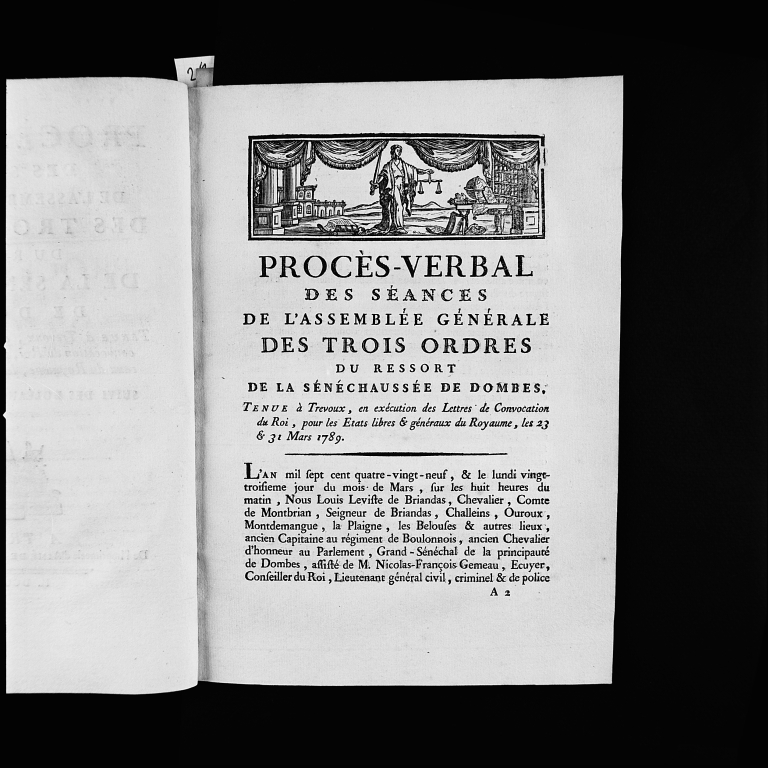 PROCÈS-VERBAL
DES SÉANCES
DE L'ASSEMBLÉE GÉNÉRALE
DES TROIS ORDRES
DU RESSORT
DE LA SÉNÉCHAUSSÉE DE DOMBES,
TENUE à Trevoux, en exécution des Lettres de Convocation
du Roi, pour les Etats libres & généraux du Royaume, les 23
& 31 Mars 1789.
L'AN mil ſept cent quatre-vingt-neuf, & le lundi vingt-
troiſieme jour du mois de Mars, ſur les huit heures du
matin, Nous Louis Leviſte de Briandas, Chevalier, Comte
de Montbrian, Seigneur de Briandas, Challeins, Ouroux,
Montdemangue, la Plaigne, les Belouſes & autres lieux,
ancien Capitaine au régiment de Boulonnois, ancien Chevalier
d'honneur au Parlement, Grand-Sénéchal de la principauté
de Dombes, aſſiſté de M. Nicolas-François Gemeau, Ecuyer,
Conſeiller du Roi, Lieutenant général civil, criminel & de police
A 2